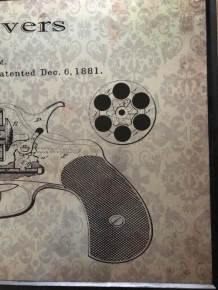 vers
d.
atented Dec. 6, 1881.